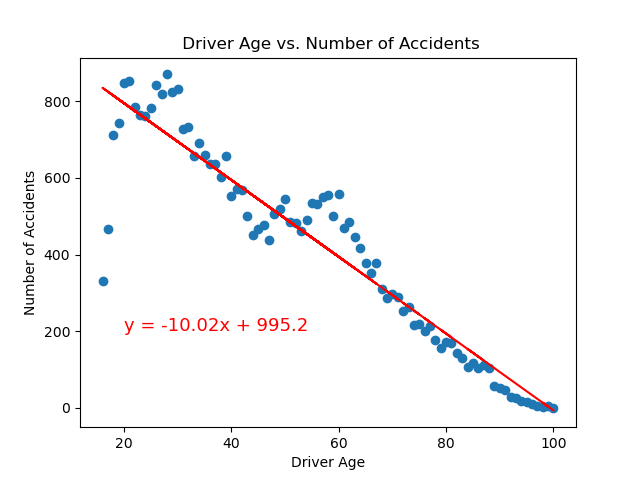 Driver Age vs. Number of Accidents
Number of Accidents
800
600
400
200
0
y = -10.02x + 995.2
20 40 60 80 100
Driver Age